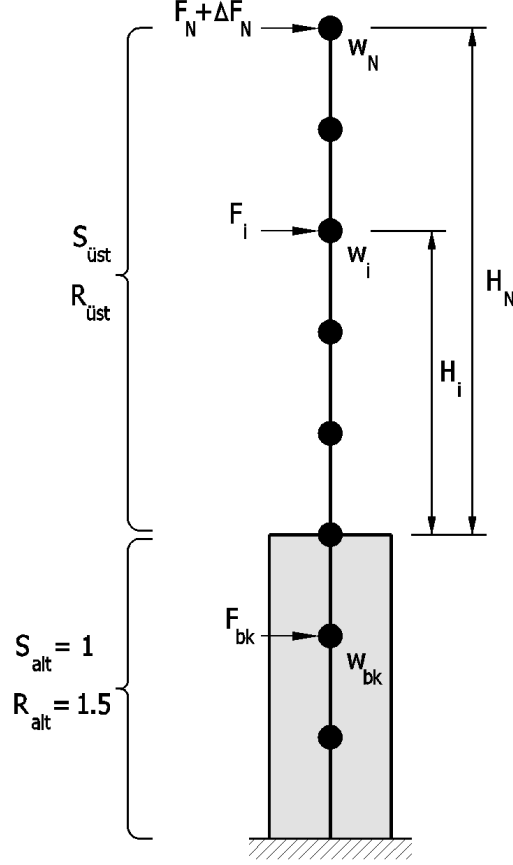 F_N + ΔF_N
w_N
F_i
w_i
S_üst
R_üst
H_N
H_i
F_bk
w_bk
S_alt = 1
R_alt = 1.5